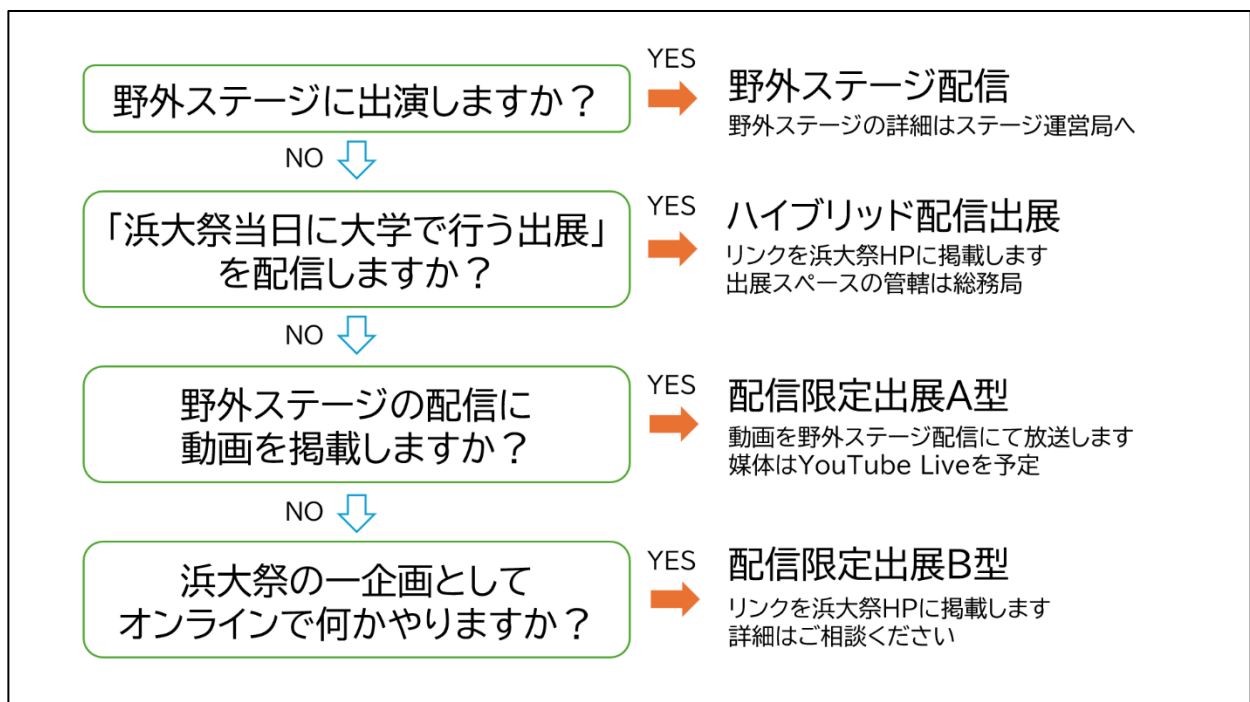 野外ステージに出演しますか？
YES
野外ステージ配信
野外ステージの詳細はステージ運営局へ
NO
「浜大祭当日に大学で行う出展」
を配信しますか？
YES
ハイブリッド配信出展
リンクを浜大祭HPに掲載します
出展スペースの管轄は総務局
NO
野外ステージの配信に
動画を掲載しますか？
YES
配信限定出展A型
動画を野外ステージ配信にて放送します
媒体はYouTube Liveを予定
NO
浜大祭の一企画として
オンラインで何かやりますか？
YES
配信限定出展B型
リンクを浜大祭HPに掲載します
詳細はご相談ください